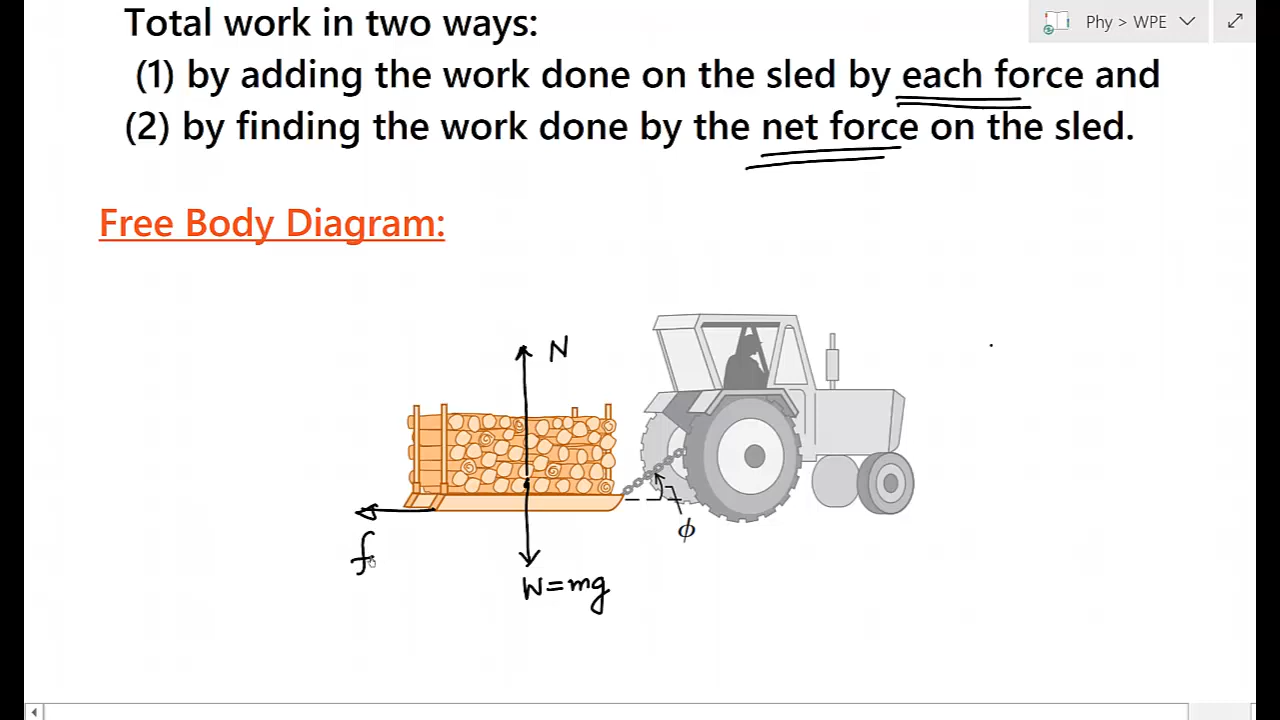 Total work in two ways:
Phy > WPE
(1) by adding the work done on the sled by each force and
(2) by finding the work done by the net force on the sled.
Free Body Diagram:
N
ϕ
f
W=mg